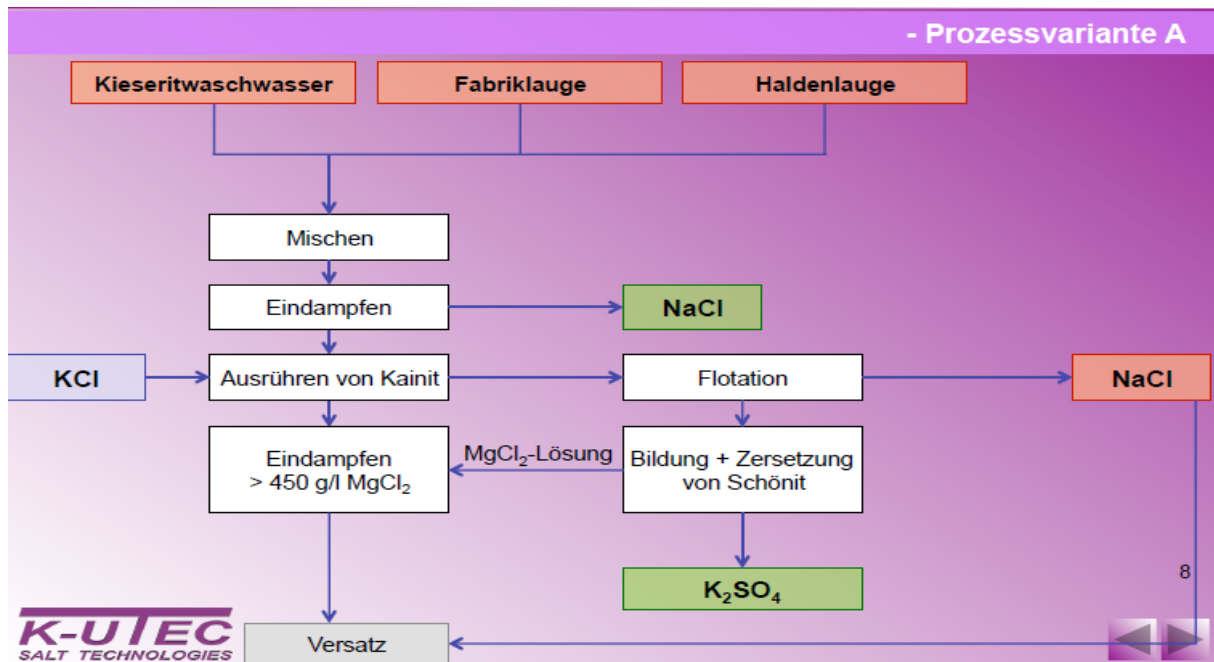 - Prozessvariante A
Kieseritwaschwasser
Fabriklauge
Haldenlauge
Mischen
Eindampfen
NaCl
KCl
Ausrühren von Kainit
Flotation
NaCl
Eindampfen
> 450 g/l MgCl₂
MgCl₂-Lösung
Bildung + Zersetzung
von Schönit
K₂SO₄
8
K-UTEC
SALT TECHNOLOGIES
Versatz